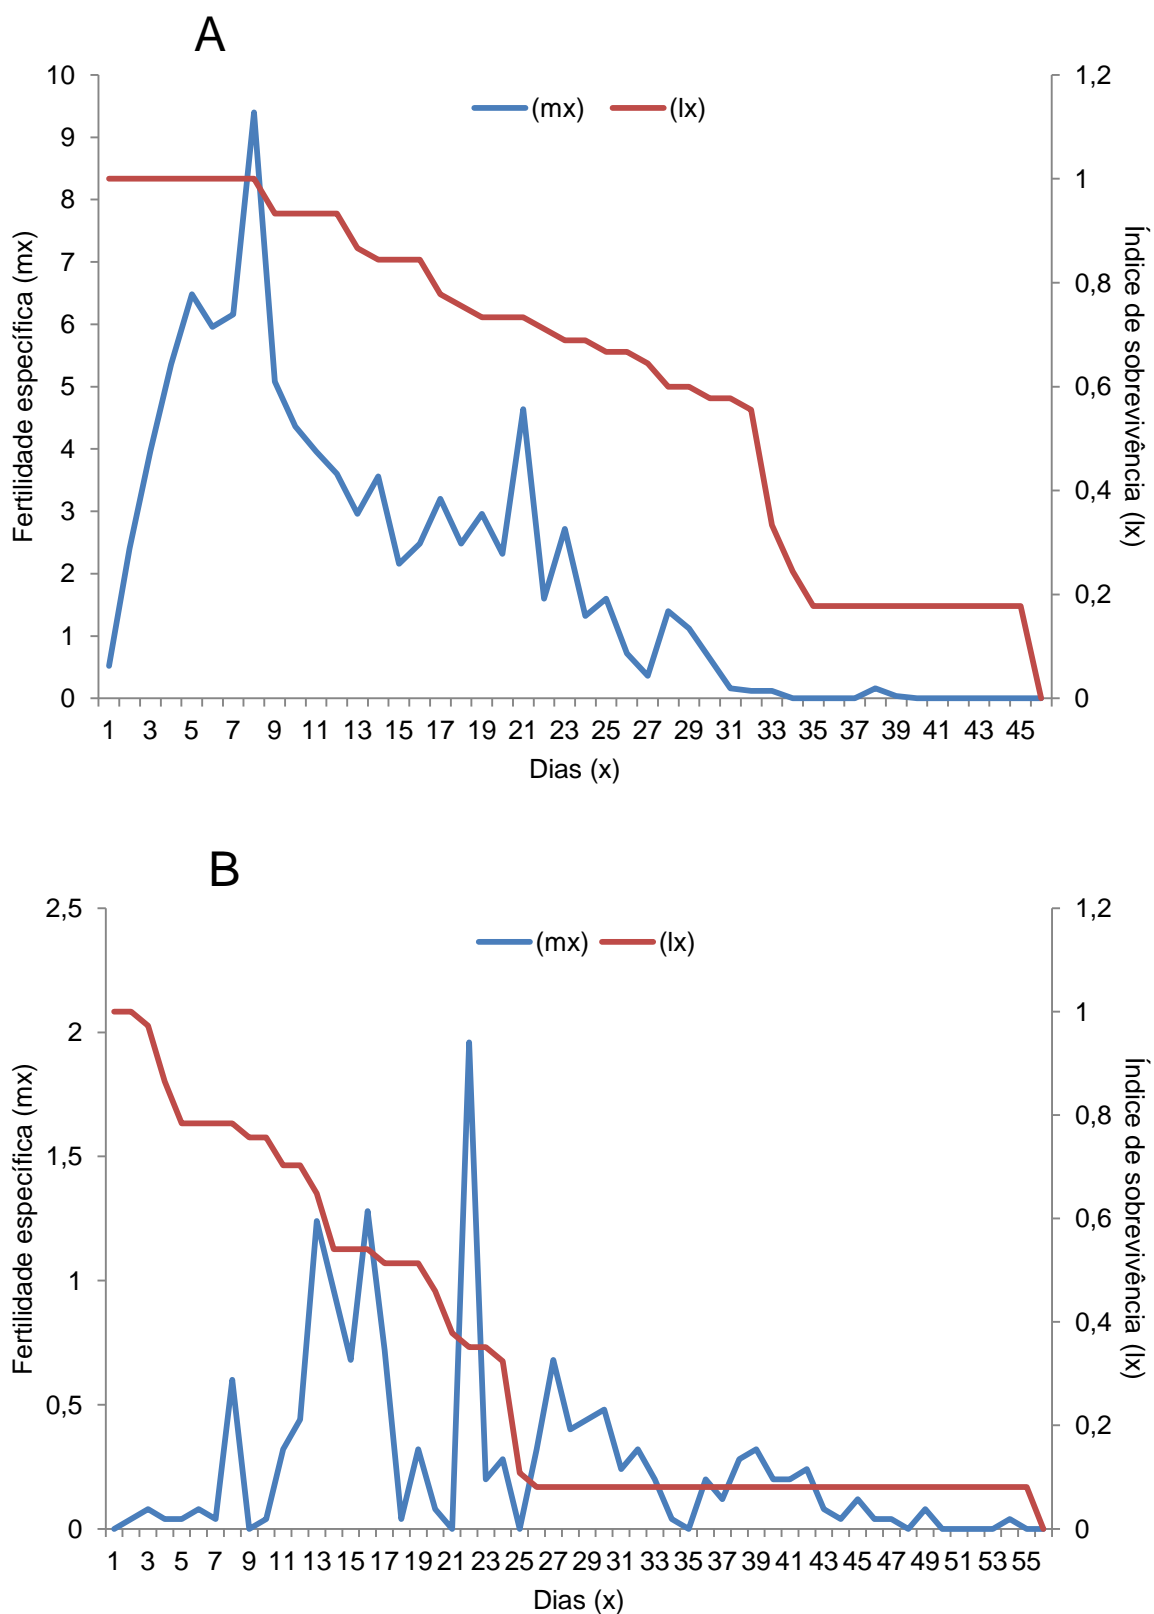 A
10
9
8
7
6
5
4
3
2
1
0
1,2
1
0,8
0,6
0,4
0,2
0
(mx) (lx)
Fertilidade específica (mx)
Índice de sobrevivência (lx)
1 3 5 7 9 11 13 15 17 19 21 23 25 27 29 31 33 35 37 39 41 43 45
Dias (x)
B
2,5
2
1,5
1
0,5
0
1,2
1
0,8
0,6
0,4
0,2
0
(mx) (lx)
Fertilidade específica (mx)
Índice de sobrevivência (lx)
1 3 5 7 9 11 13 15 17 19 21 23 25 27 29 31 33 35 37 39 41 43 45 47 49 51 53 55
Dias (x)